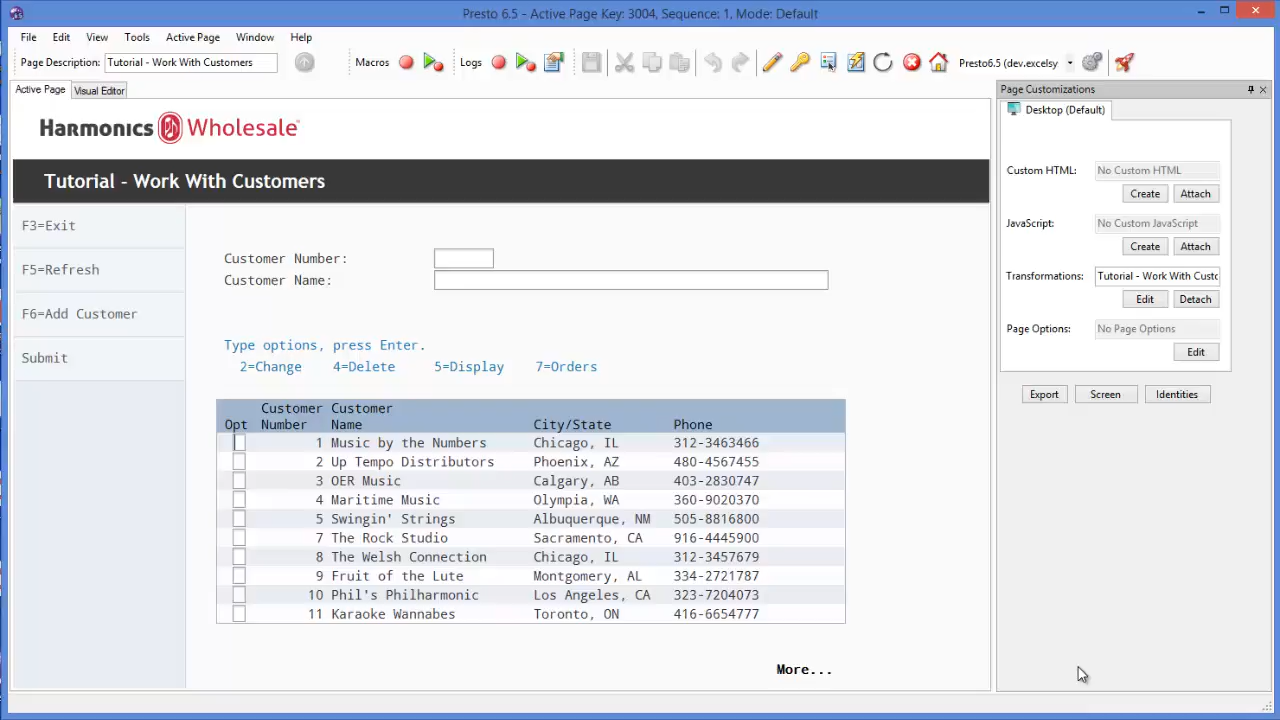 Presto 6.5 - Active Page Key: 3004, Sequence: 1, Mode: Default
File Edit View Tools Active Page Window Help
Page Description: Tutorial - Work With Customers Macros Logs Presto6.5 (dev.excelsy
Active Page Visual Editor
Harmonics Wholesale
Tutorial - Work With Customers
F3=Exit
F5=Refresh
F6=Add Customer
Submit
Customer Number:
Customer Name:
Type options, press Enter.
2=Change 4=Delete 5=Display 7=Orders
Customer Customer
Opt Number Name City/State Phone
1 Music by the Numbers Chicago, IL 312-3463466
2 Up Tempo Distributors Phoenix, AZ 480-4567455
3 OER Music Calgary, AB 403-2830747
4 Maritime Music Olympia, WA 360-9020370
5 Swingin' Strings Albuquerque, NM 505-8816800
7 The Rock Studio Sacramento, CA 916-4445900
8 The Welsh Connection Chicago, IL 312-3457679
9 Fruit of the Lute Montgomery, AL 334-2721787
10 Phil's Philharmonic Los Angeles, CA 323-7204073
11 Karaoke Wannabes Toronto, ON 416-6654777
More...
Page Customizations
Desktop (Default)
Custom HTML: No Custom HTML
Create Attach
JavaScript: No Custom JavaScript
Create Attach
Transformations: Tutorial - Work With Custo
Edit Detach
Page Options: No Page Options
Edit
Export Screen Identities